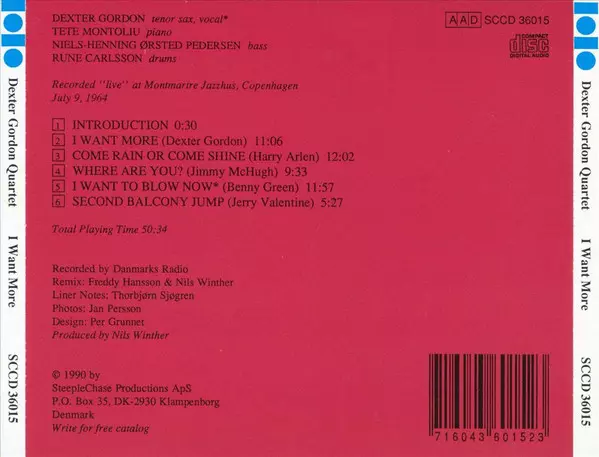 DEXTER GORDON tenor sax, vocal*
TETE MONTOLIU piano
NIELS-HENNING ØRSTED PEDERSEN bass
RUNE CARLSSON drums
AAD SCCD 36015
COMPACT
disc
DIGITAL AUDIO
Recorded "live" at Montmartre Jazzhus, Copenhagen
July 9, 1964
1 INTRODUCTION 0:30
2 I WANT MORE (Dexter Gordon) 11:06
3 COME RAIN OR COME SHINE (Harry Arlen) 12:02
4 WHERE ARE YOU? (Jimmy McHugh) 9:33
5 I WANT TO BLOW NOW* (Benny Green) 11:57
6 SECOND BALCONY JUMP (Jerry Valentine) 5:27
Total Playing Time 50:34
Recorded by Danmarks Radio
Remix: Freddy Hansson & Nils Winther
Liner Notes: Thorbjørn Sjøgren
Photos: Jan Persson
Design: Per Grunnet
Produced by Nils Winther
© 1990 by
SteepleChase Productions ApS
P.O. Box 35, DK-2930 Klampenborg
Denmark
Write for free catalog
716043 601523
Dexter Gordon Quartet I Want More SCCD 36015
Dexter Gordon Quartet I Want More SCCD 36015